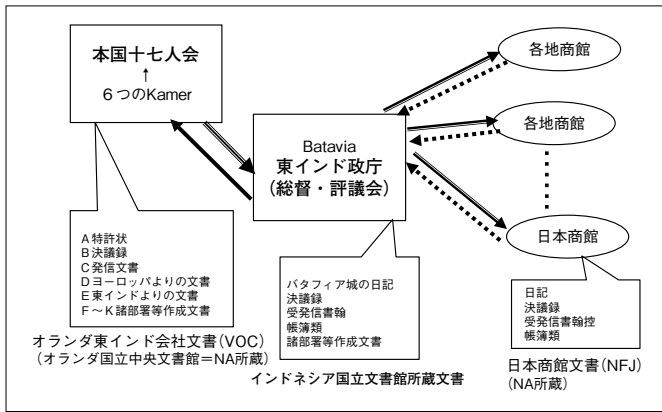 本国十七人会
↑
６つのKamer
Batavia
東インド政庁
（総督・評議会）
各地商館
各地商館
日本商館
A特許状
B決議録
C発信文書
Dヨーロッパよりの文書
E東インドよりの文書
F～K諸部署等作成文書
オランダ東インド会社文書（VOC）
（オランダ国立中央文書館＝NA所蔵）
バタフィア城の日記
決議録
受発信書翰
帳簿類
諸部署等作成文書
インドネシア国立文書館所蔵文書
日記
決議録
受発信書翰控
帳簿類
日本商館文書（NFJ）
（NA所蔵）